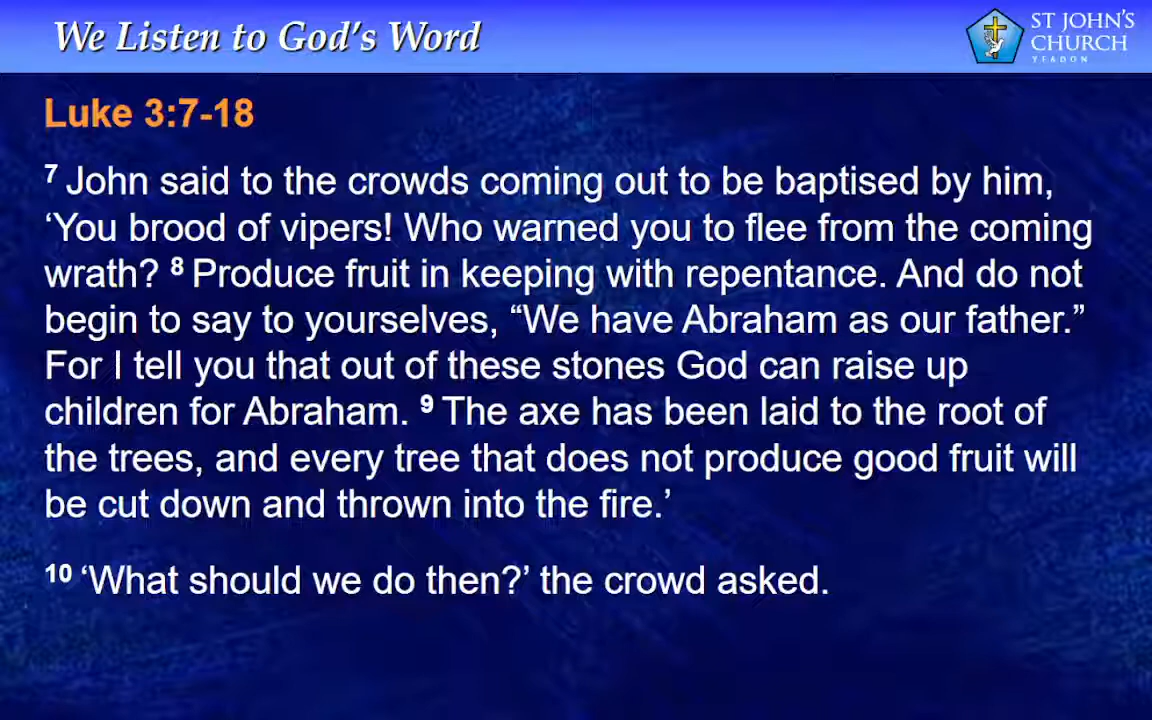 We Listen to God's Word
ST JOHN'S
CHURCH
YEADON
Luke 3:7-18
7 John said to the crowds coming out to be baptised by him,
‘You brood of vipers! Who warned you to flee from the coming
wrath? 8 Produce fruit in keeping with repentance. And do not
begin to say to yourselves, “We have Abraham as our father.”
For I tell you that out of these stones God can raise up
children for Abraham. 9 The axe has been laid to the root of
the trees, and every tree that does not produce good fruit will
be cut down and thrown into the fire.’
10 ‘What should we do then?’ the crowd asked.